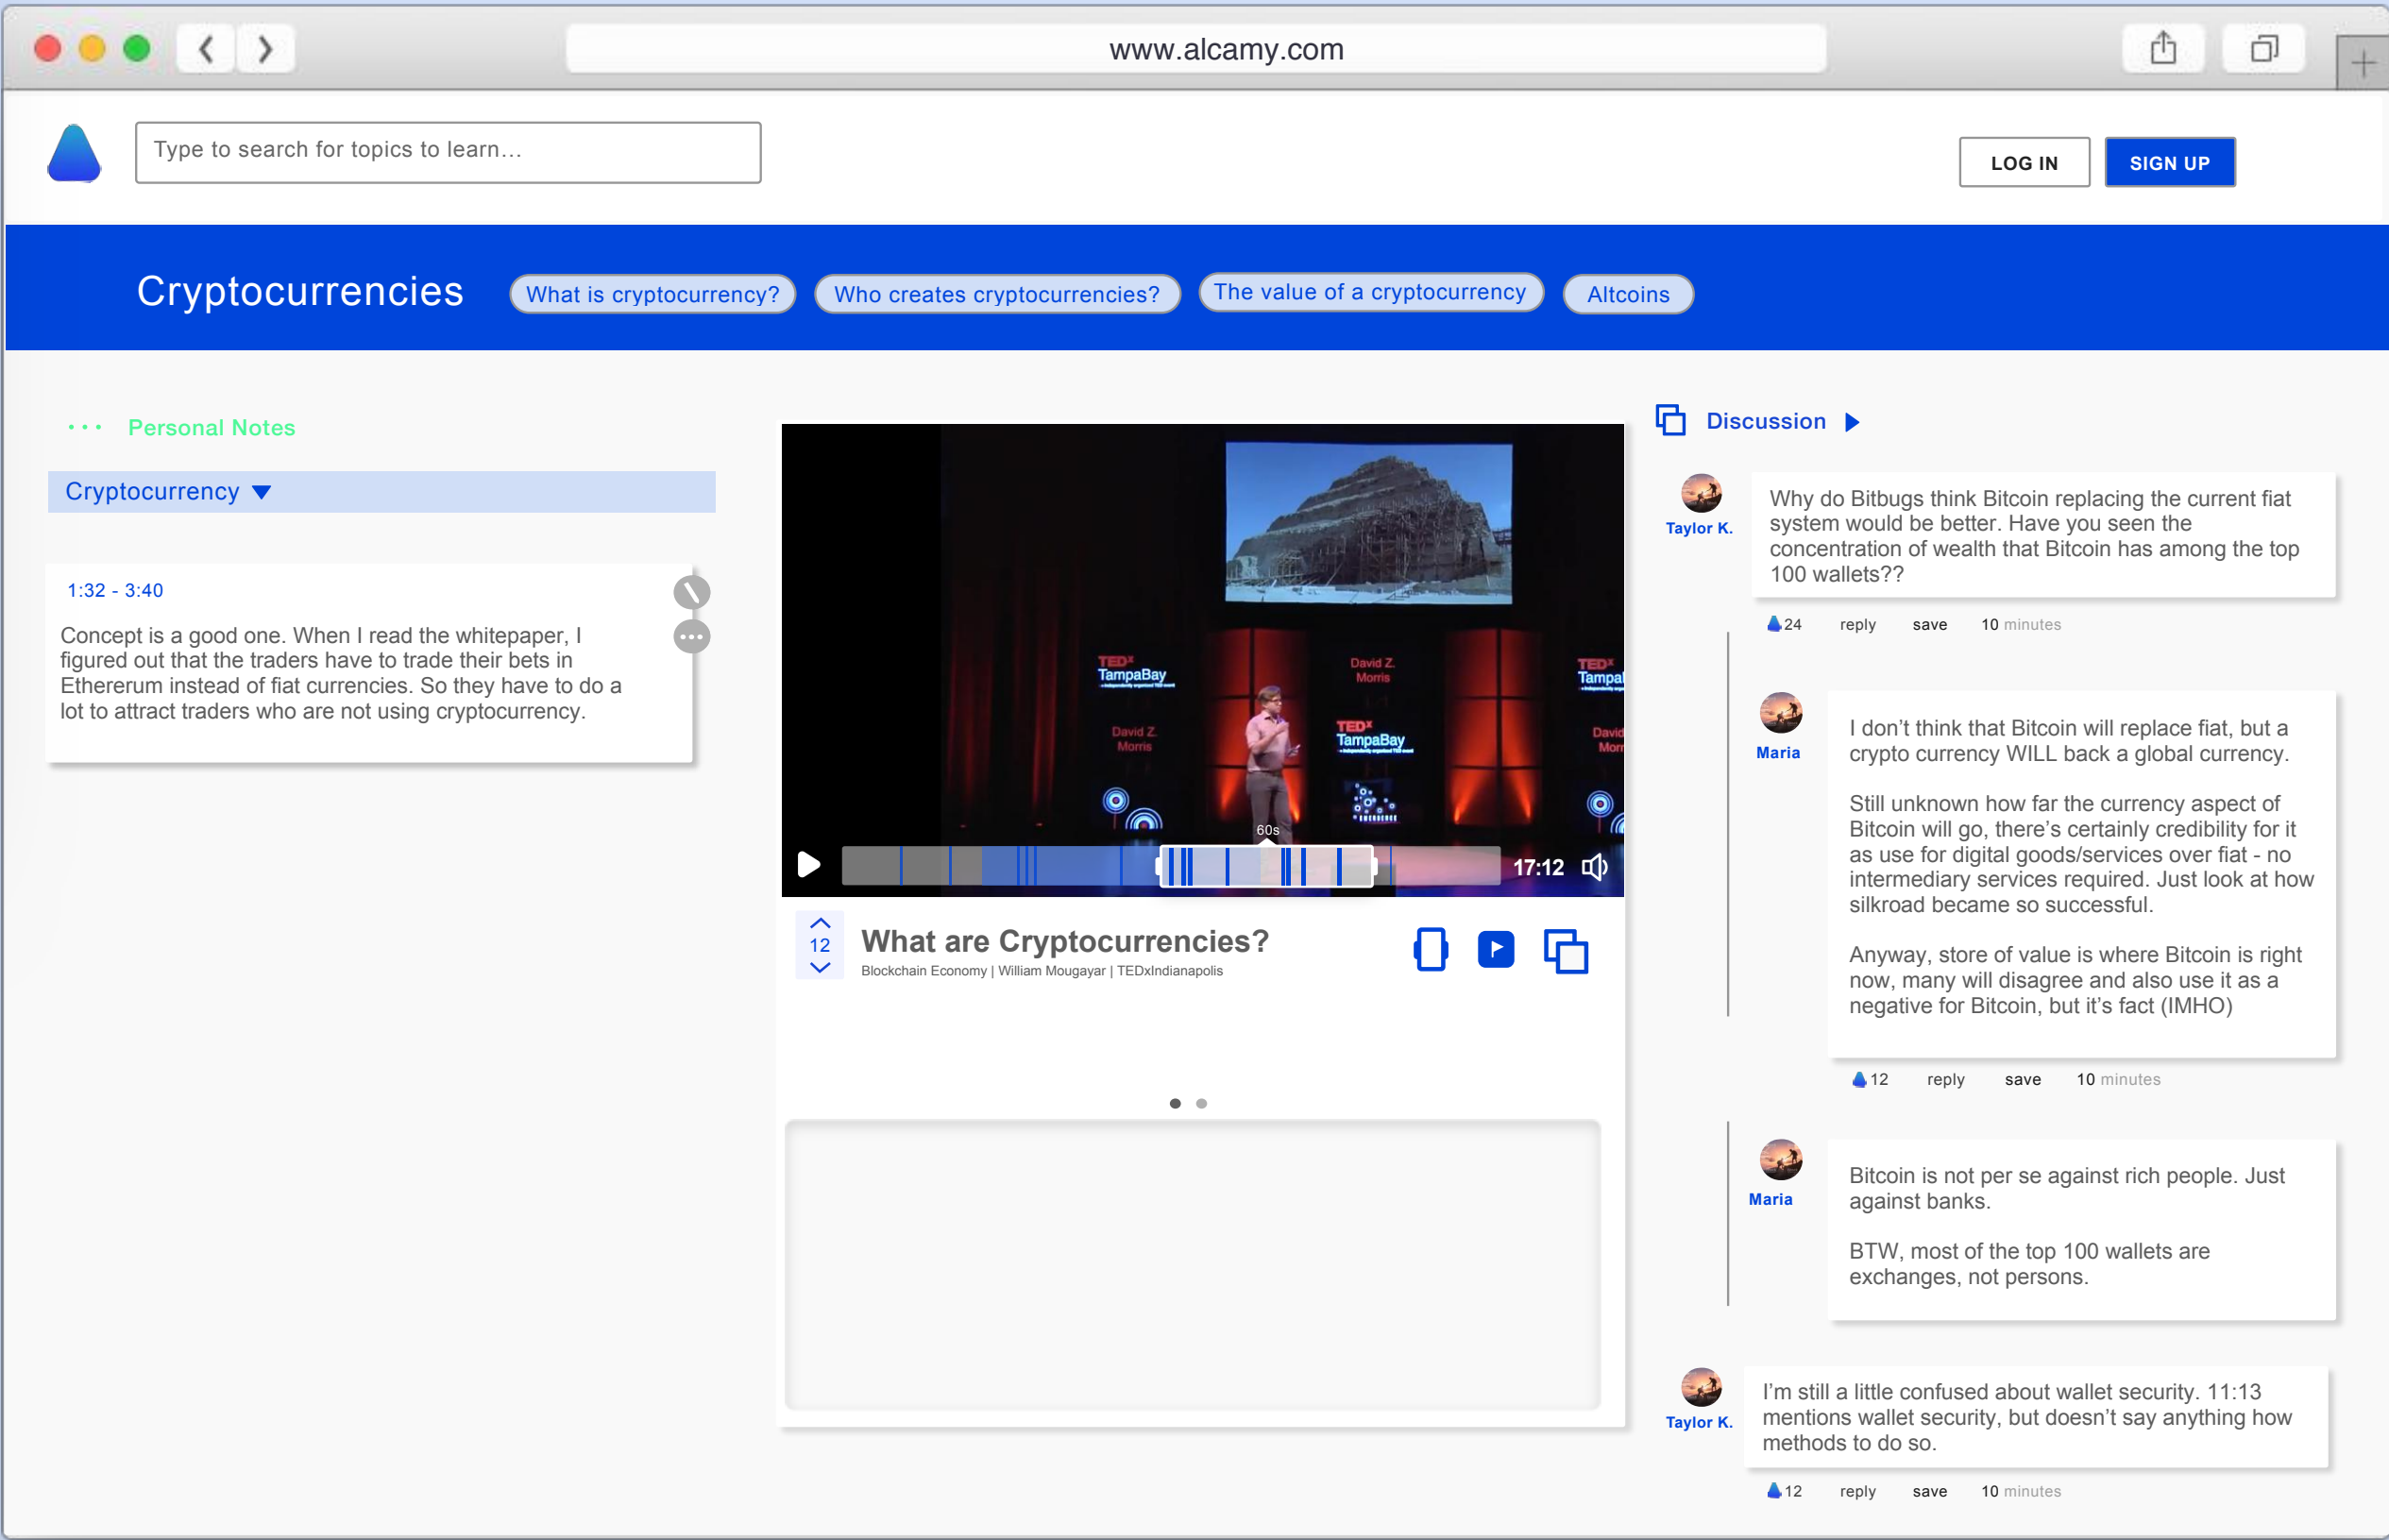 www.alcamy.com
Type to search for topics to learn...
LOG IN
SIGN UP
Cryptocurrencies
What is cryptocurrency?
Who creates cryptocurrencies?
The value of a cryptocurrency
Altcoins
Personal Notes
Cryptocurrency
1:32 - 3:40
Concept is a good one. When I read the whitepaper, I
figured out that the traders have to trade their bets in
Ethererum instead of fiat currencies. So they have to do a
lot to attract traders who are not using cryptocurrency.
TEDx
TampaBay
David Z.
Morris
David Z.
Morris
TEDx
TampaBay
TEDx
Tampa
David
Morr
EMERGENCE
60s
17:12
12
What are Cryptocurrencies?
Blockchain Economy | William Mougayar | TEDxIndianapolis
Discussion
Taylor K.
Why do Bitbugs think Bitcoin replacing the current fiat
system would be better. Have you seen the
concentration of wealth that Bitcoin has among the top
100 wallets??
24 reply save 10 minutes
Maria
I don't think that Bitcoin will replace fiat, but a
crypto currency WILL back a global currency.
Still unknown how far the currency aspect of
Bitcoin will go, there's certainly credibility for it
as use for digital goods/services over fiat - no
intermediary services required. Just look at how
silkroad became so successful.
Anyway, store of value is where Bitcoin is right
now, many will disagree and also use it as a
negative for Bitcoin, but it's fact (IMHO)
12 reply save 10 minutes
Maria
Bitcoin is not per se against rich people. Just
against banks.
BTW, most of the top 100 wallets are
exchanges, not persons.
Taylor K.
I'm still a little confused about wallet security. 11:13
mentions wallet security, but doesn't say anything how
methods to do so.
12 reply save 10 minutes